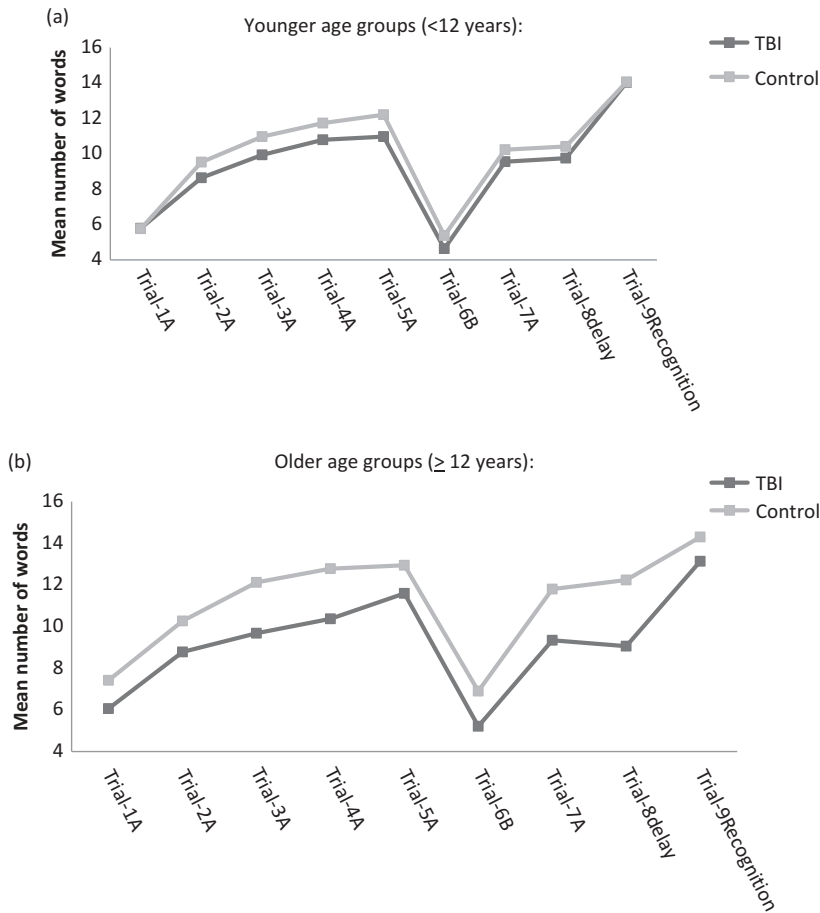 (a)
Younger age groups (<12 years):
TBI
Control
Mean number of words
16
14
12
10
8
6
4
Trial-1A
Trial-2A
Trial-3A
Trial-4A
Trial-5A
Trial-6B
Trial-7A
Trial-8delay
Trial-9Recognition
(b)
Older age groups (≥ 12 years):
TBI
Control
Mean number of words
16
14
12
10
8
6
4
Trial-1A
Trial-2A
Trial-3A
Trial-4A
Trial-5A
Trial-6B
Trial-7A
Trial-8delay
Trial-9Recognition